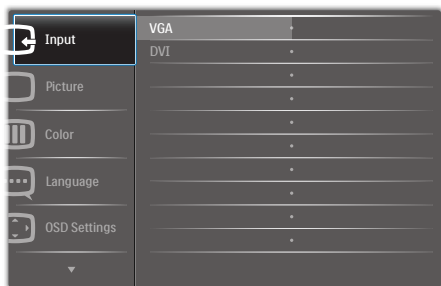 Input
Picture
Color
Language
OSD Settings
VGA
DVI